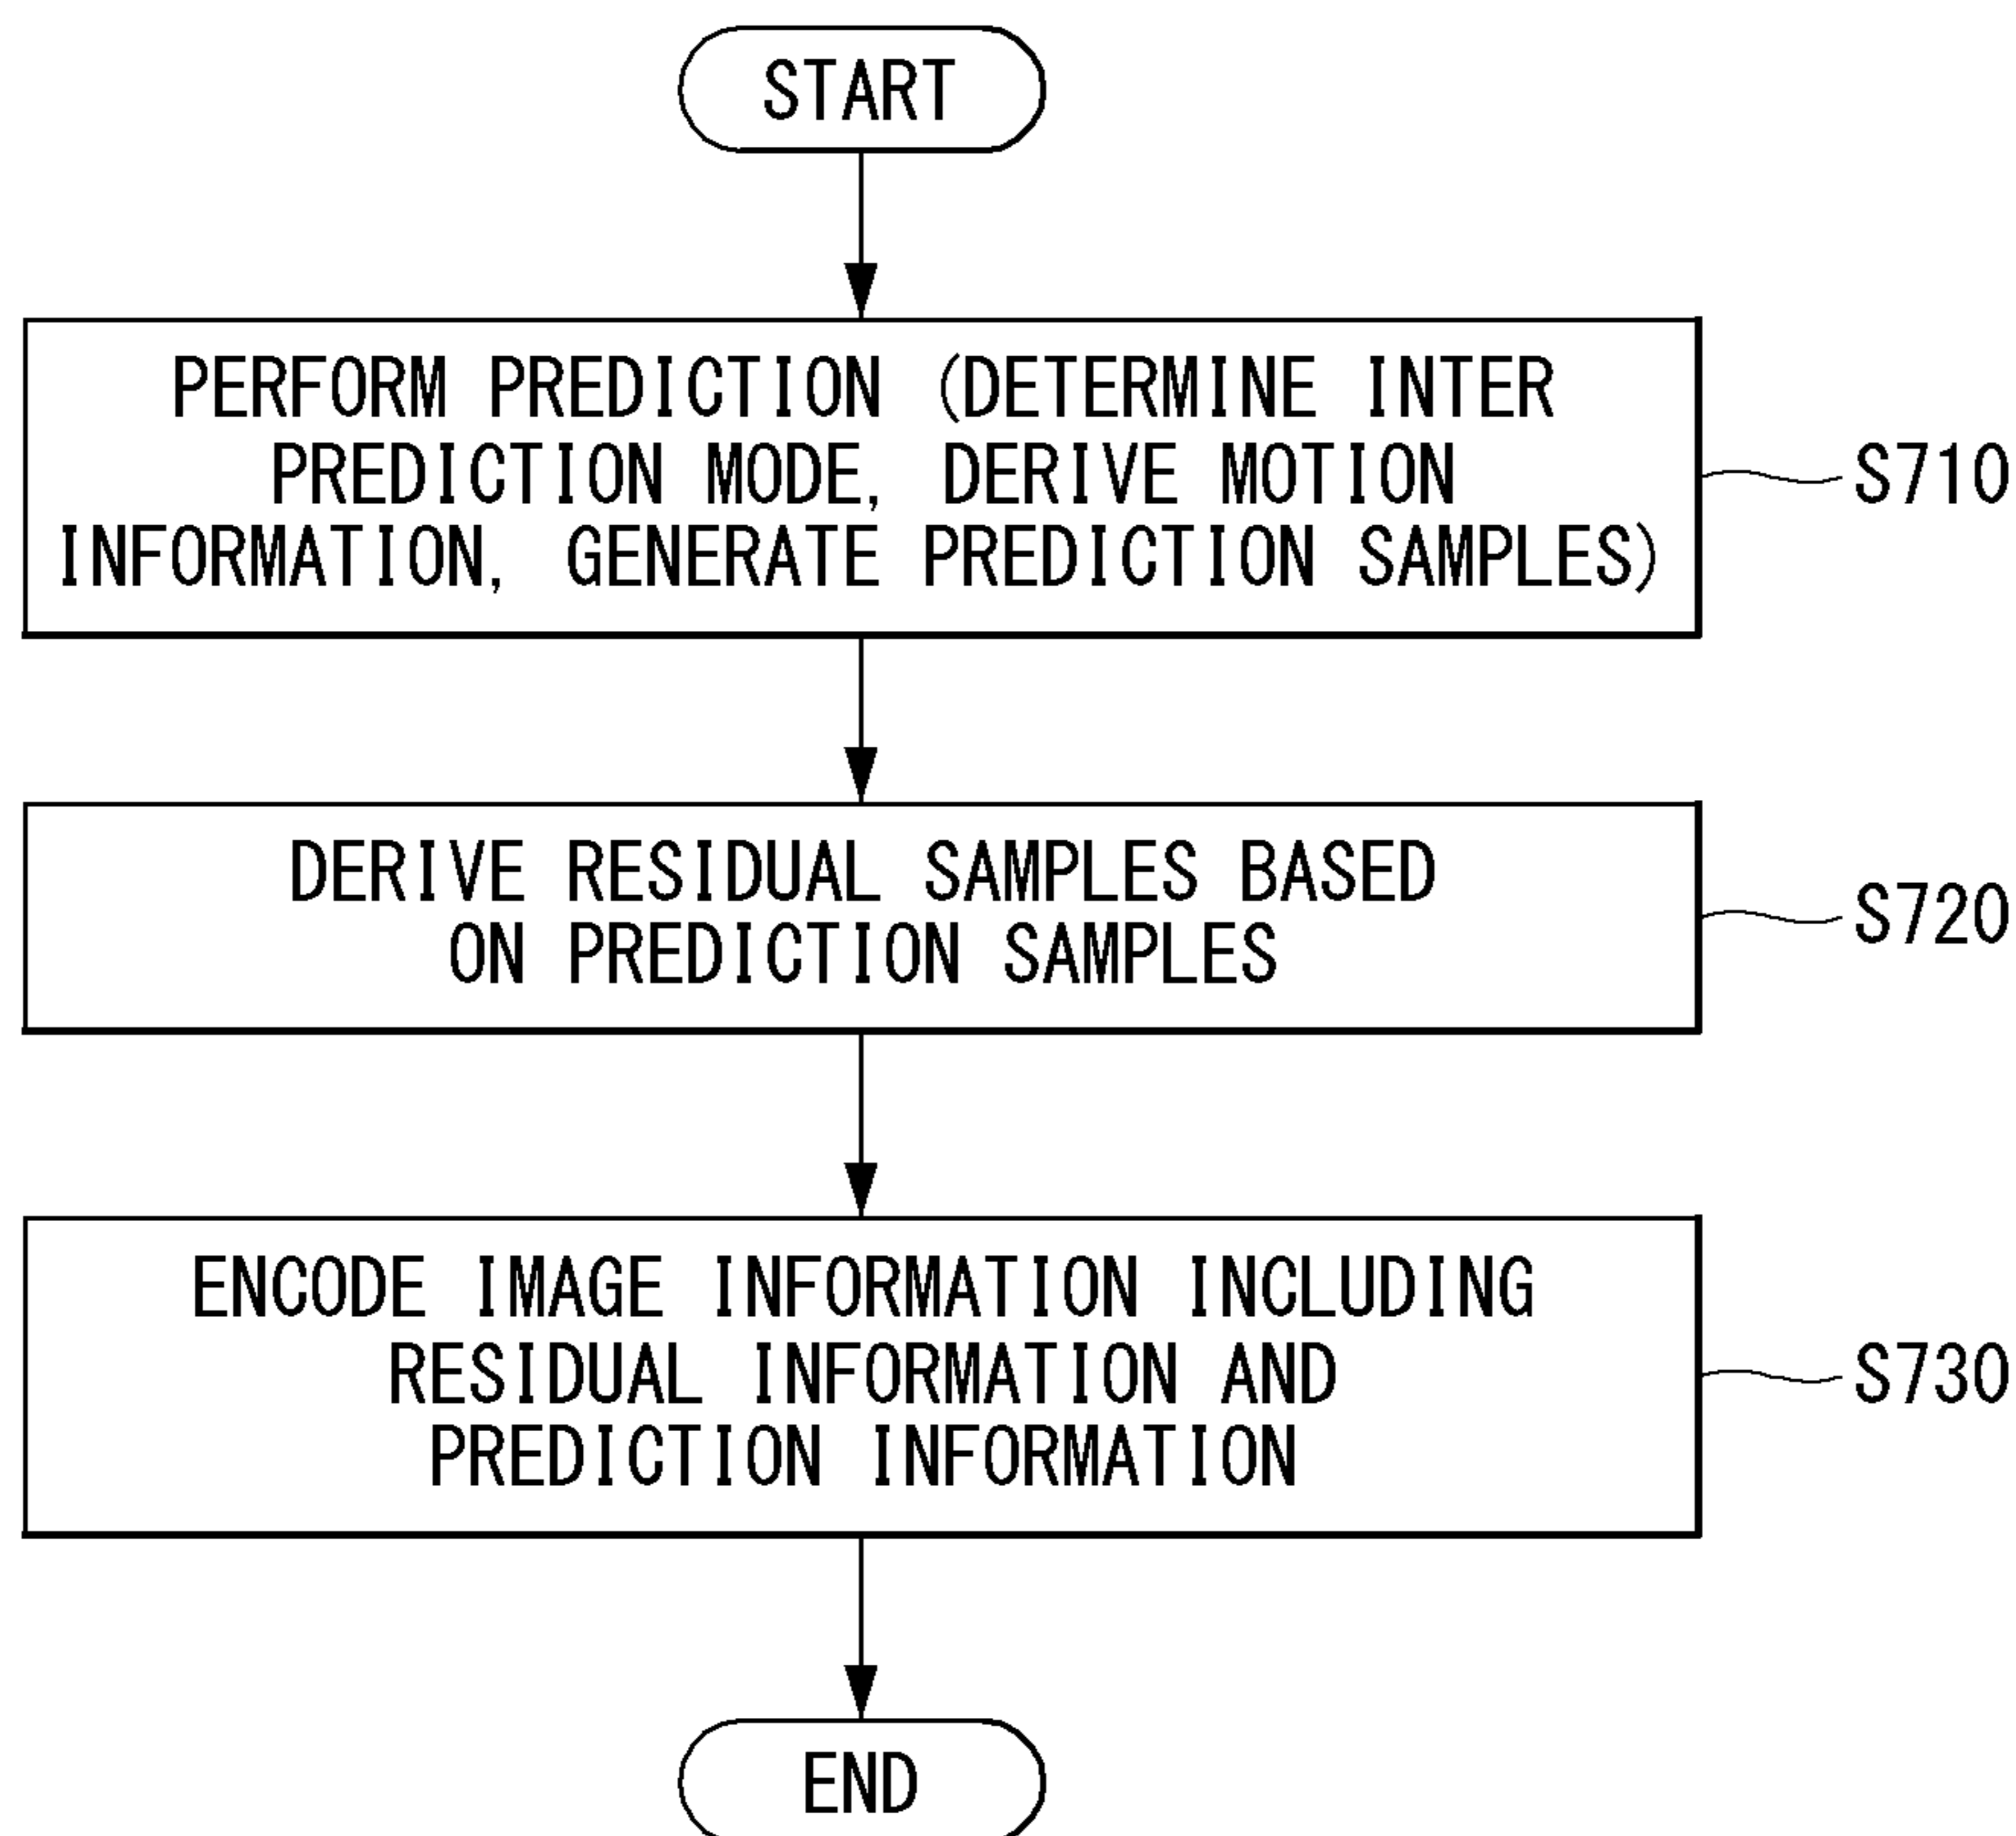 START
PERFORM PREDICTION (DETERMINE INTER
PREDICTION MODE, DERIVE MOTION
INFORMATION, GENERATE PREDICTION SAMPLES)
S710
DERIVE RESIDUAL SAMPLES BASED
ON PREDICTION SAMPLES
S720
ENCODE IMAGE INFORMATION INCLUDING
RESIDUAL INFORMATION AND
PREDICTION INFORMATION
S730
END